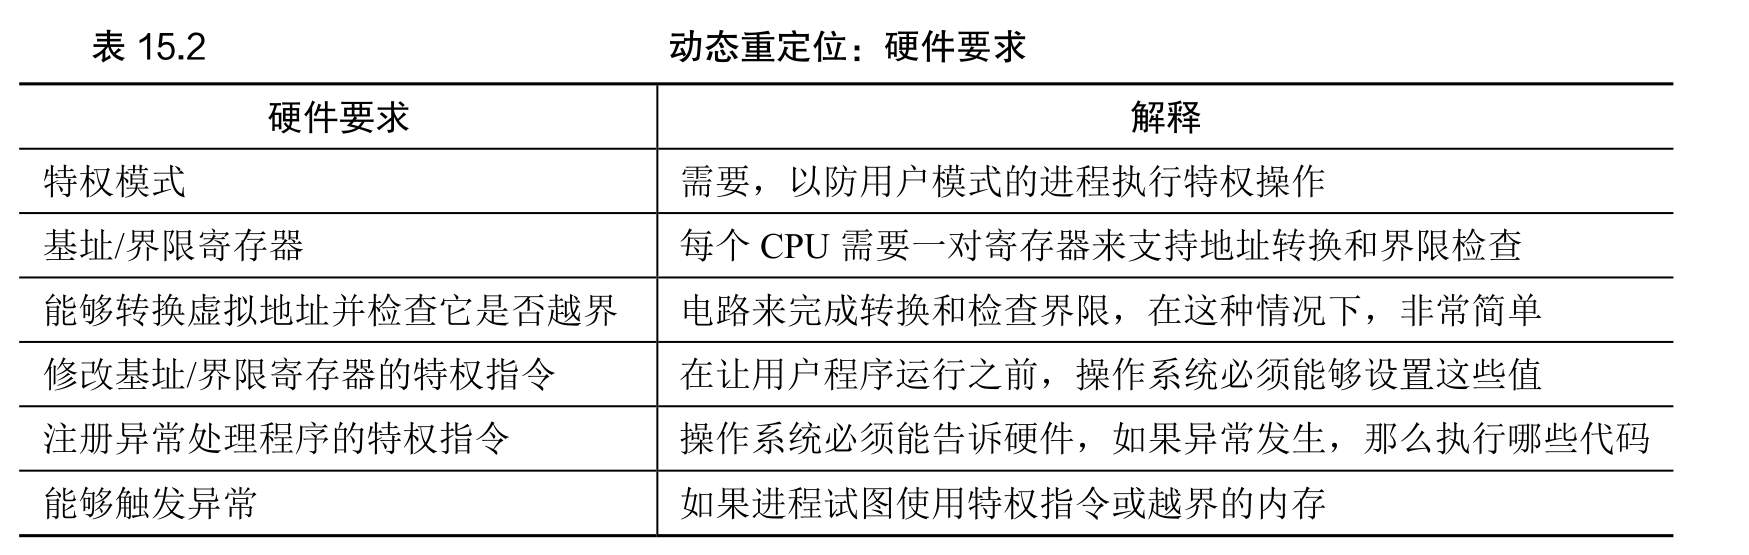 表 15.2 动态重定位：硬件要求
硬件要求 解释
特权模式 需要，以防用户模式的进程执行特权操作
基址/界限寄存器 每个 CPU 需要一对寄存器来支持地址转换和界限检查
能够转换虚拟地址并检查它是否越界 电路来完成转换和检查界限，在这种情况下，非常简单
修改基址/界限寄存器的特权指令 在让用户程序运行之前，操作系统必须能够设置这些值
注册异常处理程序的特权指令 操作系统必须能告诉硬件，如果异常发生，那么执行哪些代码
能够触发异常 如果进程试图使用特权指令或越界的内存